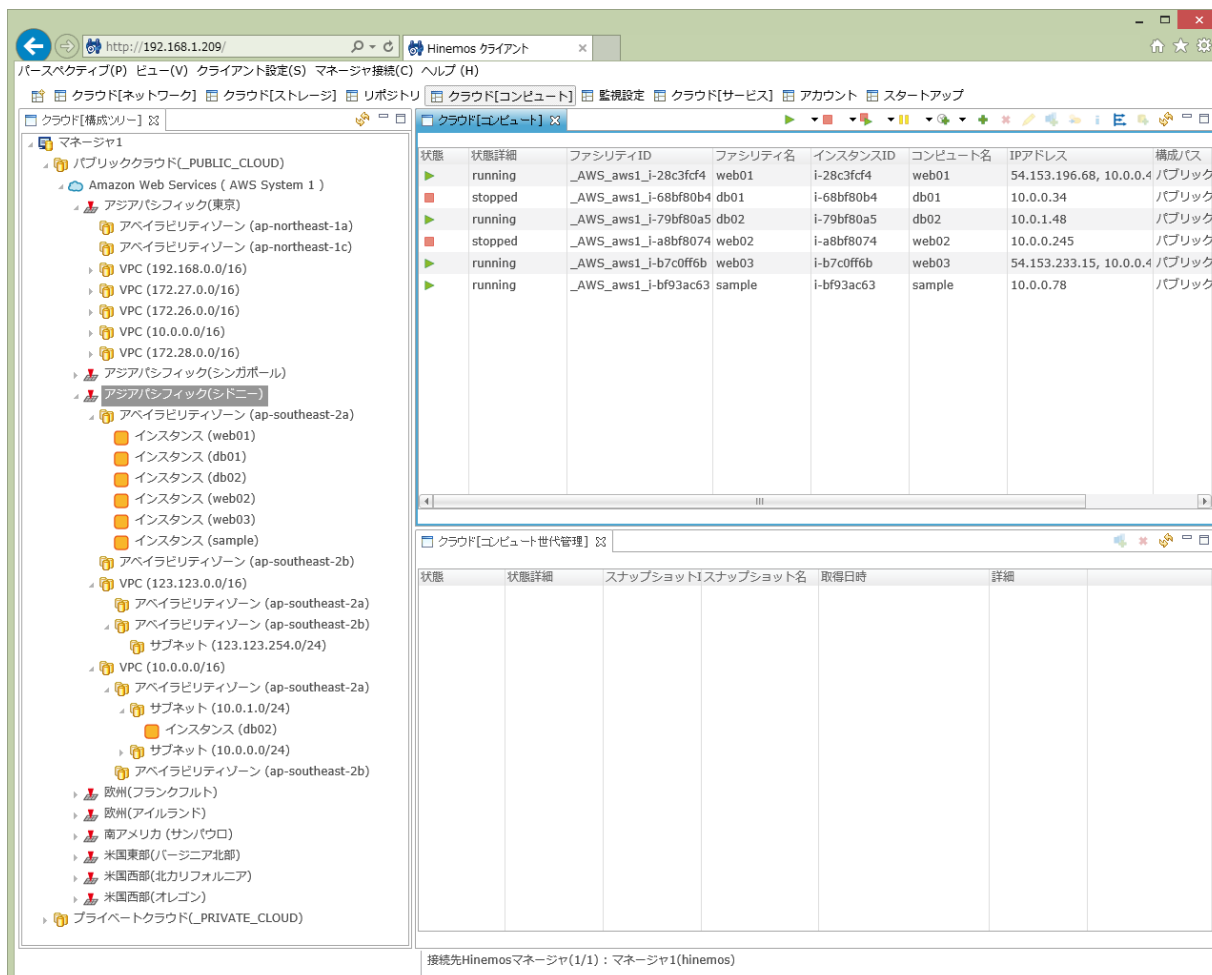 http://192.168.1.209/
Hinemos クライアント
パースペクティブ(P) ビュー(V) クライアント設定(S) マネージャ接続(C) ヘルプ (H)
クラウド[ネットワーク] クラウド[ストレージ] リポジトリ クラウド[コンピュート] 監視設定 クラウド[サービス] アカウント スタートアップ
クラウド[構成ツリー]
マネージャ1
パブリッククラウド(_PUBLIC_CLOUD)
Amazon Web Services ( AWS System 1 )
アジアパシフィック(東京)
アベイラビリティゾーン (ap-northeast-1a)
アベイラビリティゾーン (ap-northeast-1c)
VPC (192.168.0.0/16)
VPC (172.27.0.0/16)
VPC (172.26.0.0/16)
VPC (10.0.0.0/16)
VPC (172.28.0.0/16)
アジアパシフィック(シンガポール)
アジアパシフィック(シドニー)
アベイラビリティゾーン (ap-southeast-2a)
インスタンス (web01)
インスタンス (db01)
インスタンス (db02)
インスタンス (web02)
インスタンス (web03)
インスタンス (sample)
アベイラビリティゾーン (ap-southeast-2b)
VPC (123.123.0.0/16)
アベイラビリティゾーン (ap-southeast-2a)
アベイラビリティゾーン (ap-southeast-2b)
サブネット (123.123.254.0/24)
VPC (10.0.0.0/16)
アベイラビリティゾーン (ap-southeast-2a)
サブネット (10.0.1.0/24)
インスタンス (db02)
サブネット (10.0.0.0/24)
アベイラビリティゾーン (ap-southeast-2b)
欧州(フランクフルト)
欧州(アイルランド)
南アメリカ (サンパウロ)
米国東部(バージニア北部)
米国西部(北カリフォルニア)
米国西部(オレゴン)
プライベートクラウド(_PRIVATE_CLOUD)
クラウド[コンピュート]
状態 状態詳細 ファシリティID ファシリティ名 インスタンスID コンピュート名 IPアドレス 構成パス
running _AWS_aws1_i-28c3fcf4 web01 i-28c3fcf4 web01 54.153.196.68, 10.0.0.4 パブリック
stopped _AWS_aws1_i-68bf80b4 db01 i-68bf80b4 db01 10.0.0.34 パブリック
running _AWS_aws1_i-79bf80a5 db02 i-79bf80a5 db02 10.0.1.48 パブリック
stopped _AWS_aws1_i-a8bf8074 web02 i-a8bf8074 web02 10.0.0.245 パブリック
running _AWS_aws1_i-b7c0ff6b web03 i-b7c0ff6b web03 54.153.233.15, 10.0.0.4 パブリック
running _AWS_aws1_i-bf93ac63 sample i-bf93ac63 sample 10.0.0.78 パブリック
クラウド[コンピュート世代管理]
状態 状態詳細 スナップショットI スナップショット名 取得日時 詳細
接続先Hinemosマネージャ(1/1) : マネージャ1(hinemos)